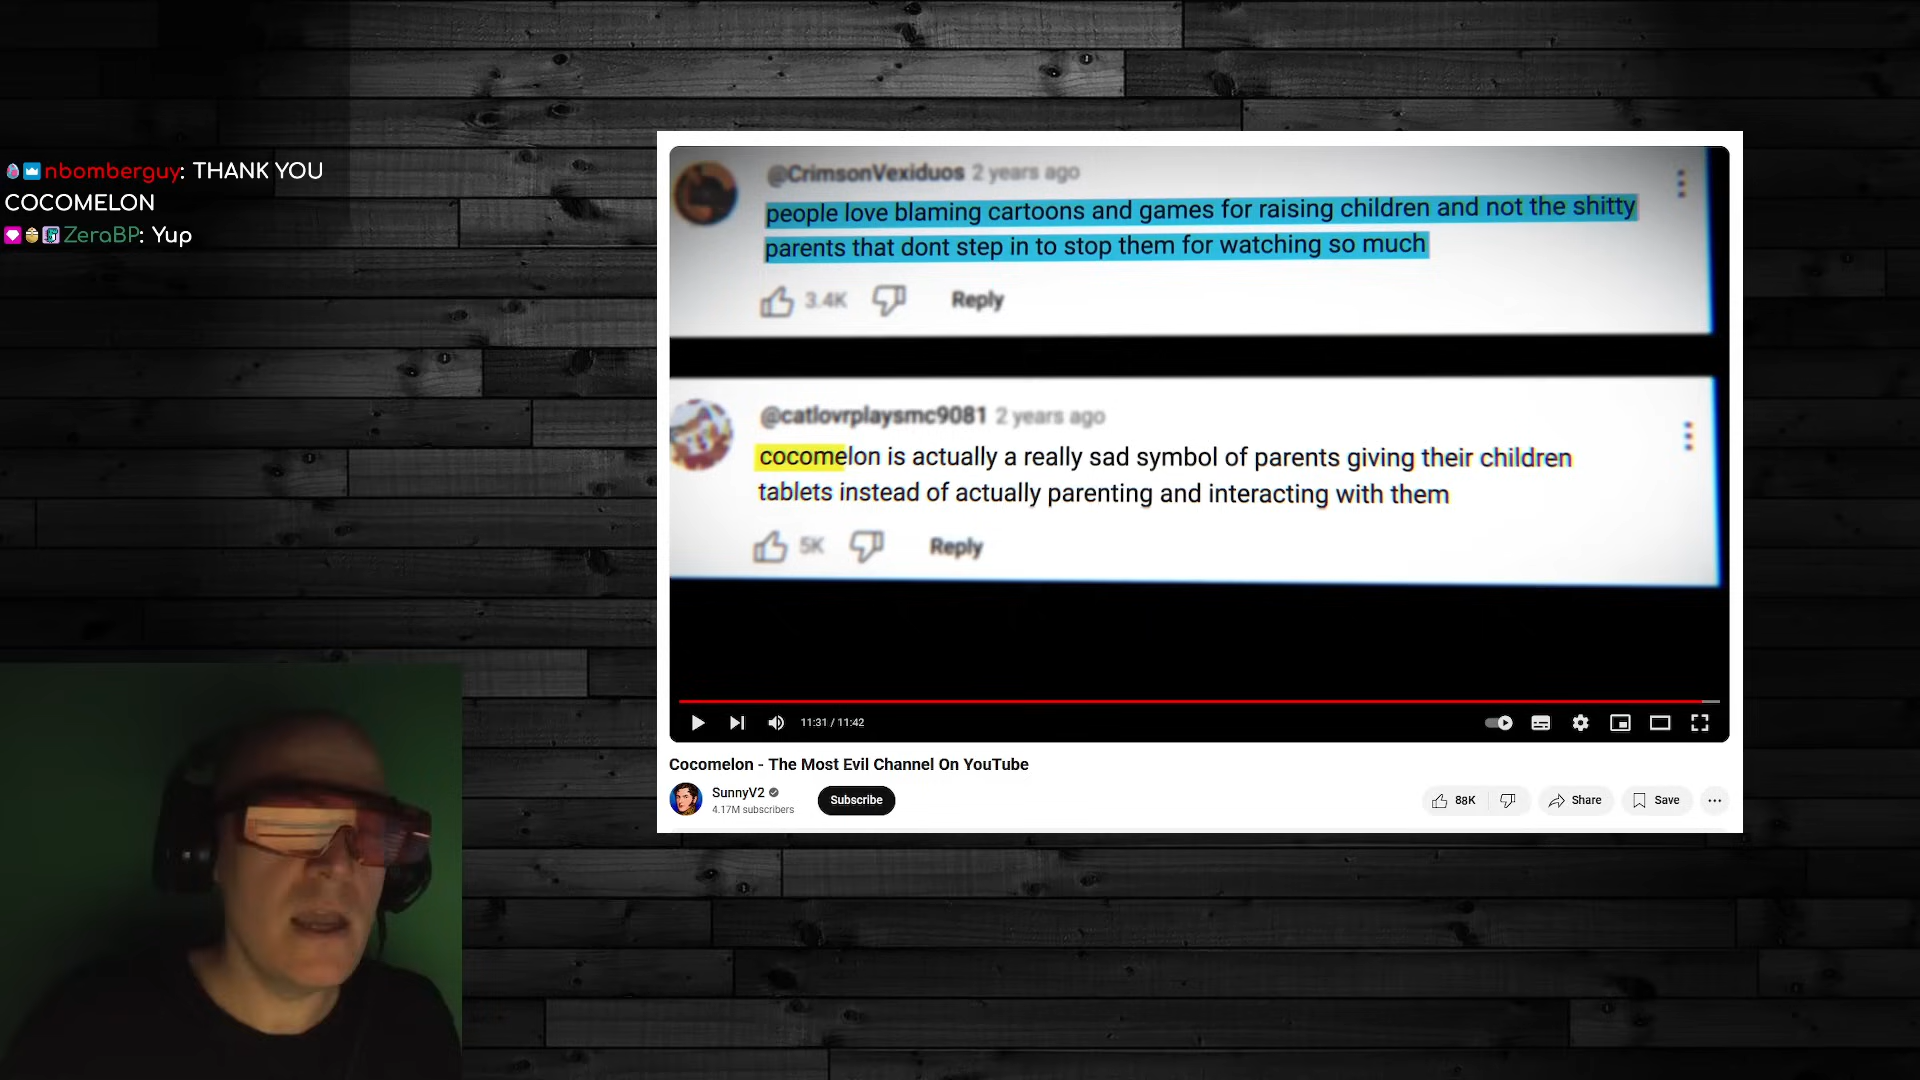 nbomberguy: THANK YOU
COCOMELON
ZeraBP: Yup
@CrimsonVexiduos 2 years ago
people love blaming cartoons and games for raising children and not the shitty
parents that dont step in to stop them for watching so much
3.4K Reply
@catlovrplaysmc9081 2 years ago
cocomelon is actually a really sad symbol of parents giving their children
tablets instead of actually parenting and interacting with them
5K Reply
11:31 / 11:42
Cocomelon - The Most Evil Channel On YouTube
SunnyV2
4.17M subscribers
Subscribe
88K
Share
Save